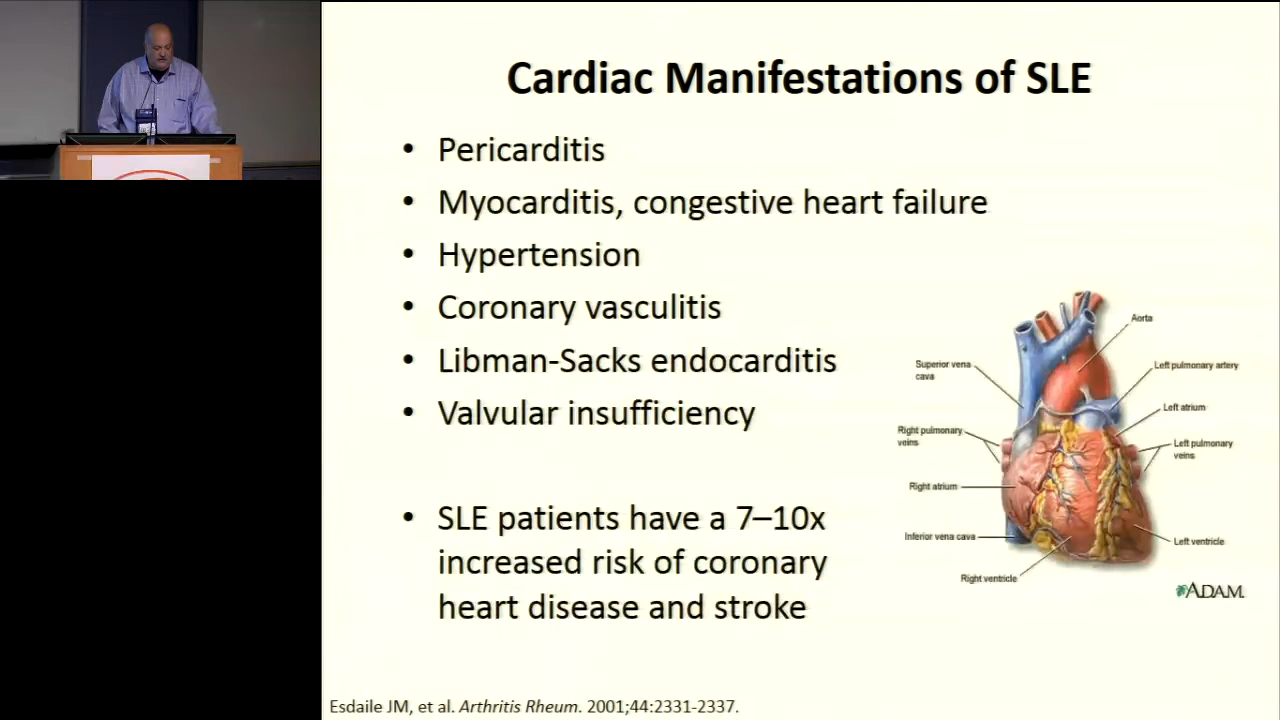 Cardiac Manifestations of SLE
• Pericarditis
• Myocarditis, congestive heart failure
• Hypertension
• Coronary vasculitis
• Libman-Sacks endocarditis
• Valvular insufficiency
• SLE patients have a 7–10x
increased risk of coronary
heart disease and stroke
Aorta
Superior vena
cava
Left pulmonary artery
Left atrium
Right pulmonary
veins
Left pulmonary
veins
Right atrium
Inferior vena cava
Left ventricle
Right ventricle
ADAM.
Esdaile JM, et al. Arthritis Rheum. 2001;44:2331-2337.